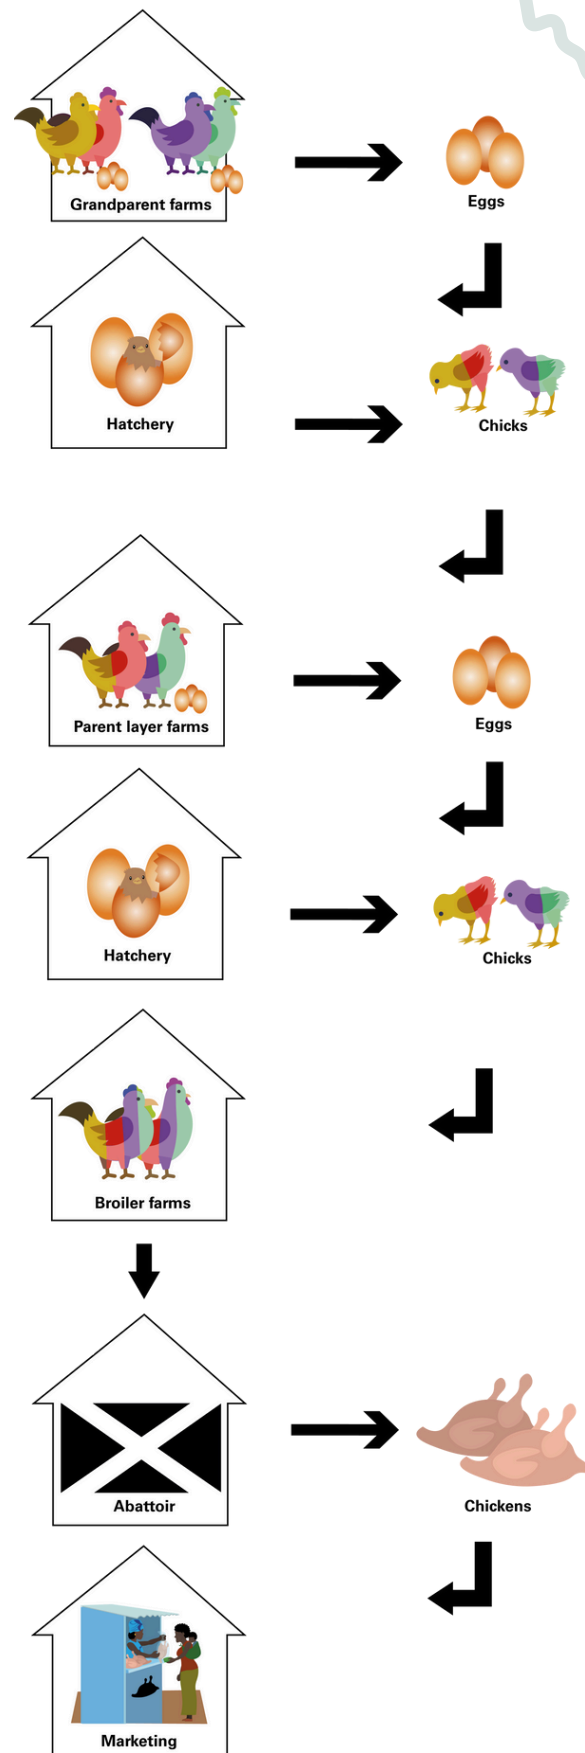 Grandparent farms
Eggs
Hatchery
Chicks
Parent layer farms
Eggs
Hatchery
Chicks
Broiler farms
Abattoir
Chickens
Marketing